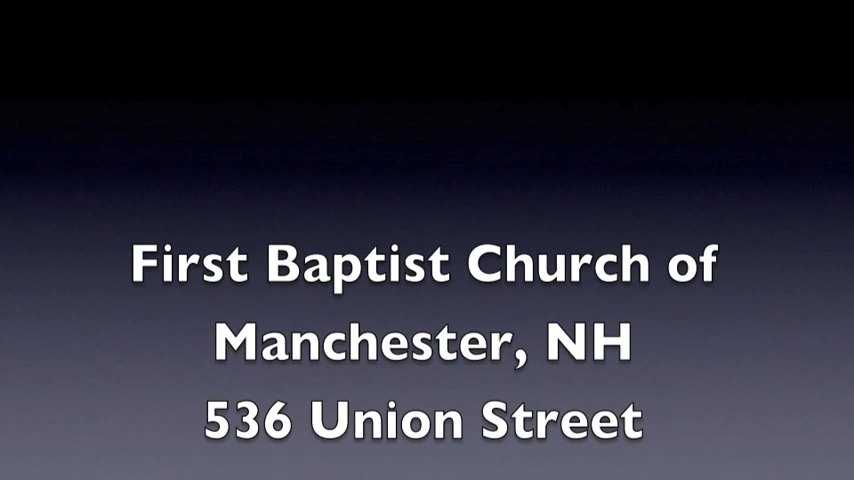 First Baptist Church of
Manchester, NH
536 Union Street